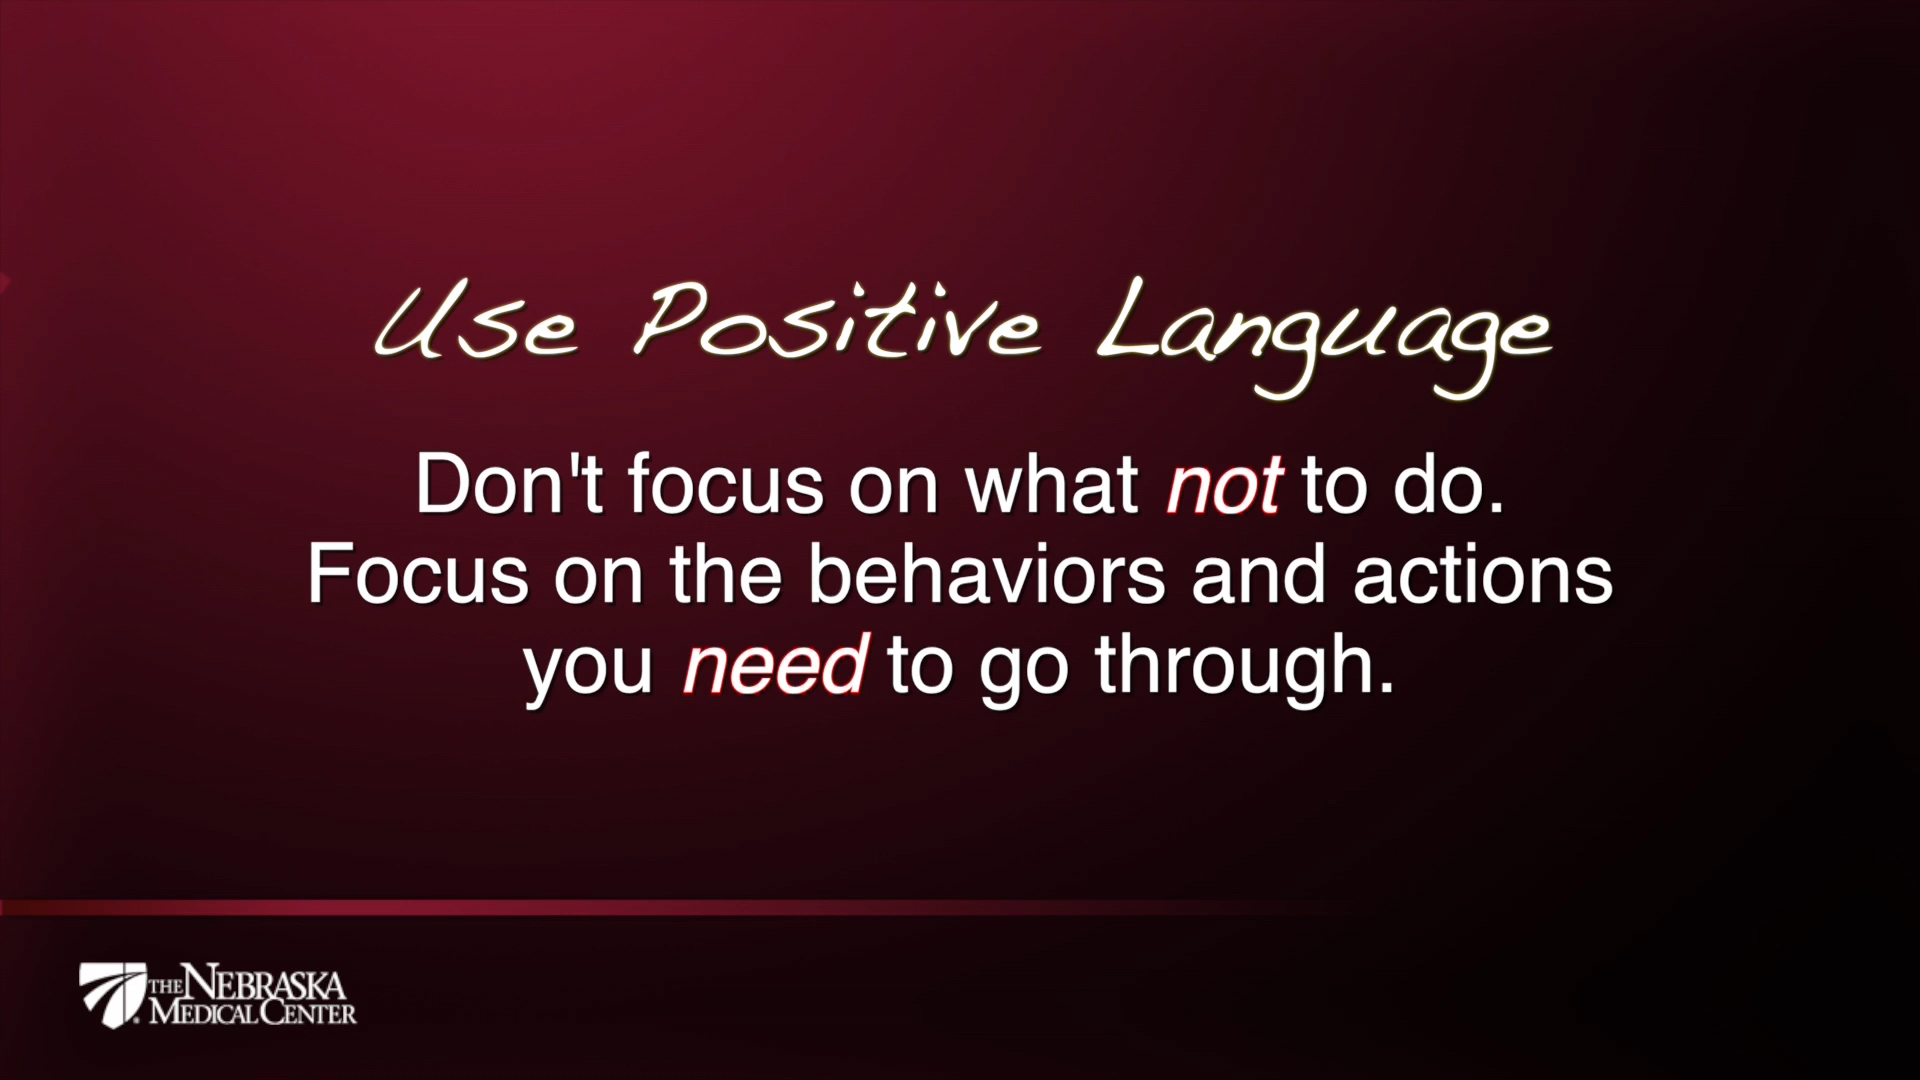 Use Positive Language
Don't focus on what not to do.
Focus on the behaviors and actions
you need to go through.
THE NEBRASKA
MEDICAL CENTER